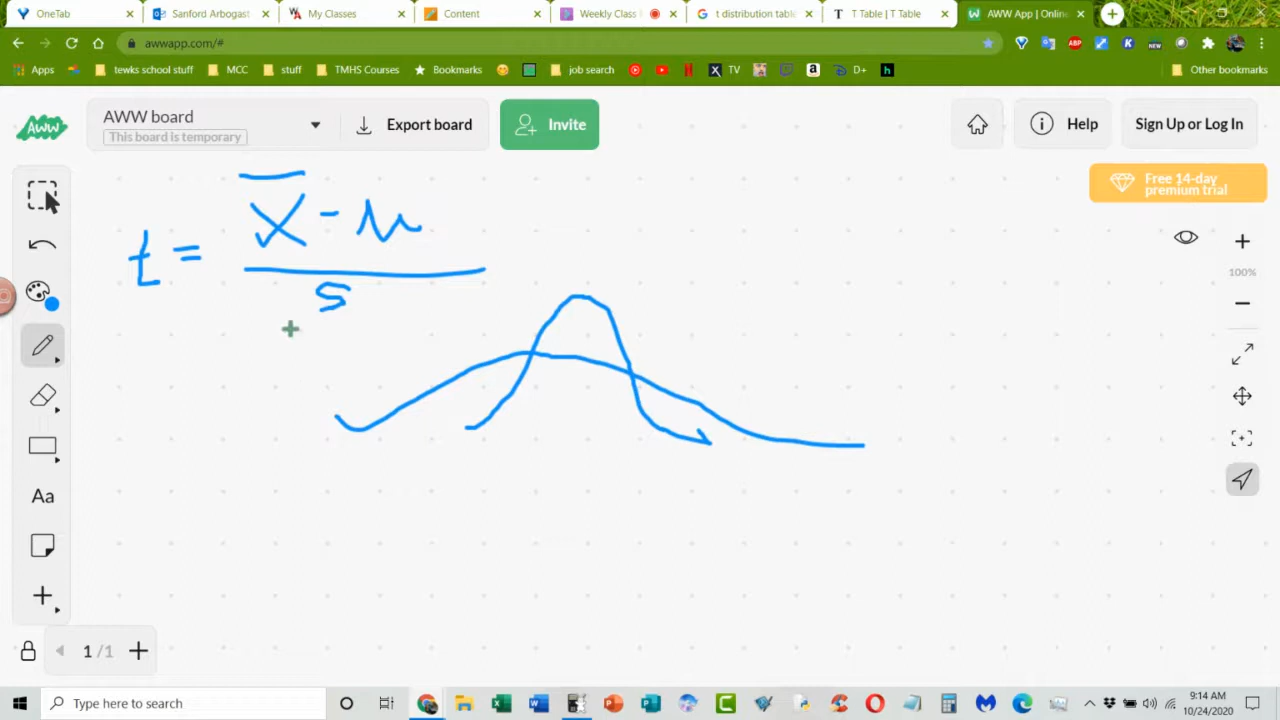 OneTab
Sanford Arbogast
My Classes
Content
Weekly Class
t distribution table
T Table | T Table
AWW App | Online
awwapp.com/#
ABP
NEW
Apps
tewks school stuff
MCC
stuff
TMHS Courses
Bookmarks
job search
TV
D+
Other bookmarks
AWW
AWW board
This board is temporary
Export board
Invite
Help
Sign Up or Log In
Free 14-day
premium trial
x̄ - μ
t =
s
100%
Aa
1 / 1
Type here to search
9:14 AM
10/24/2020